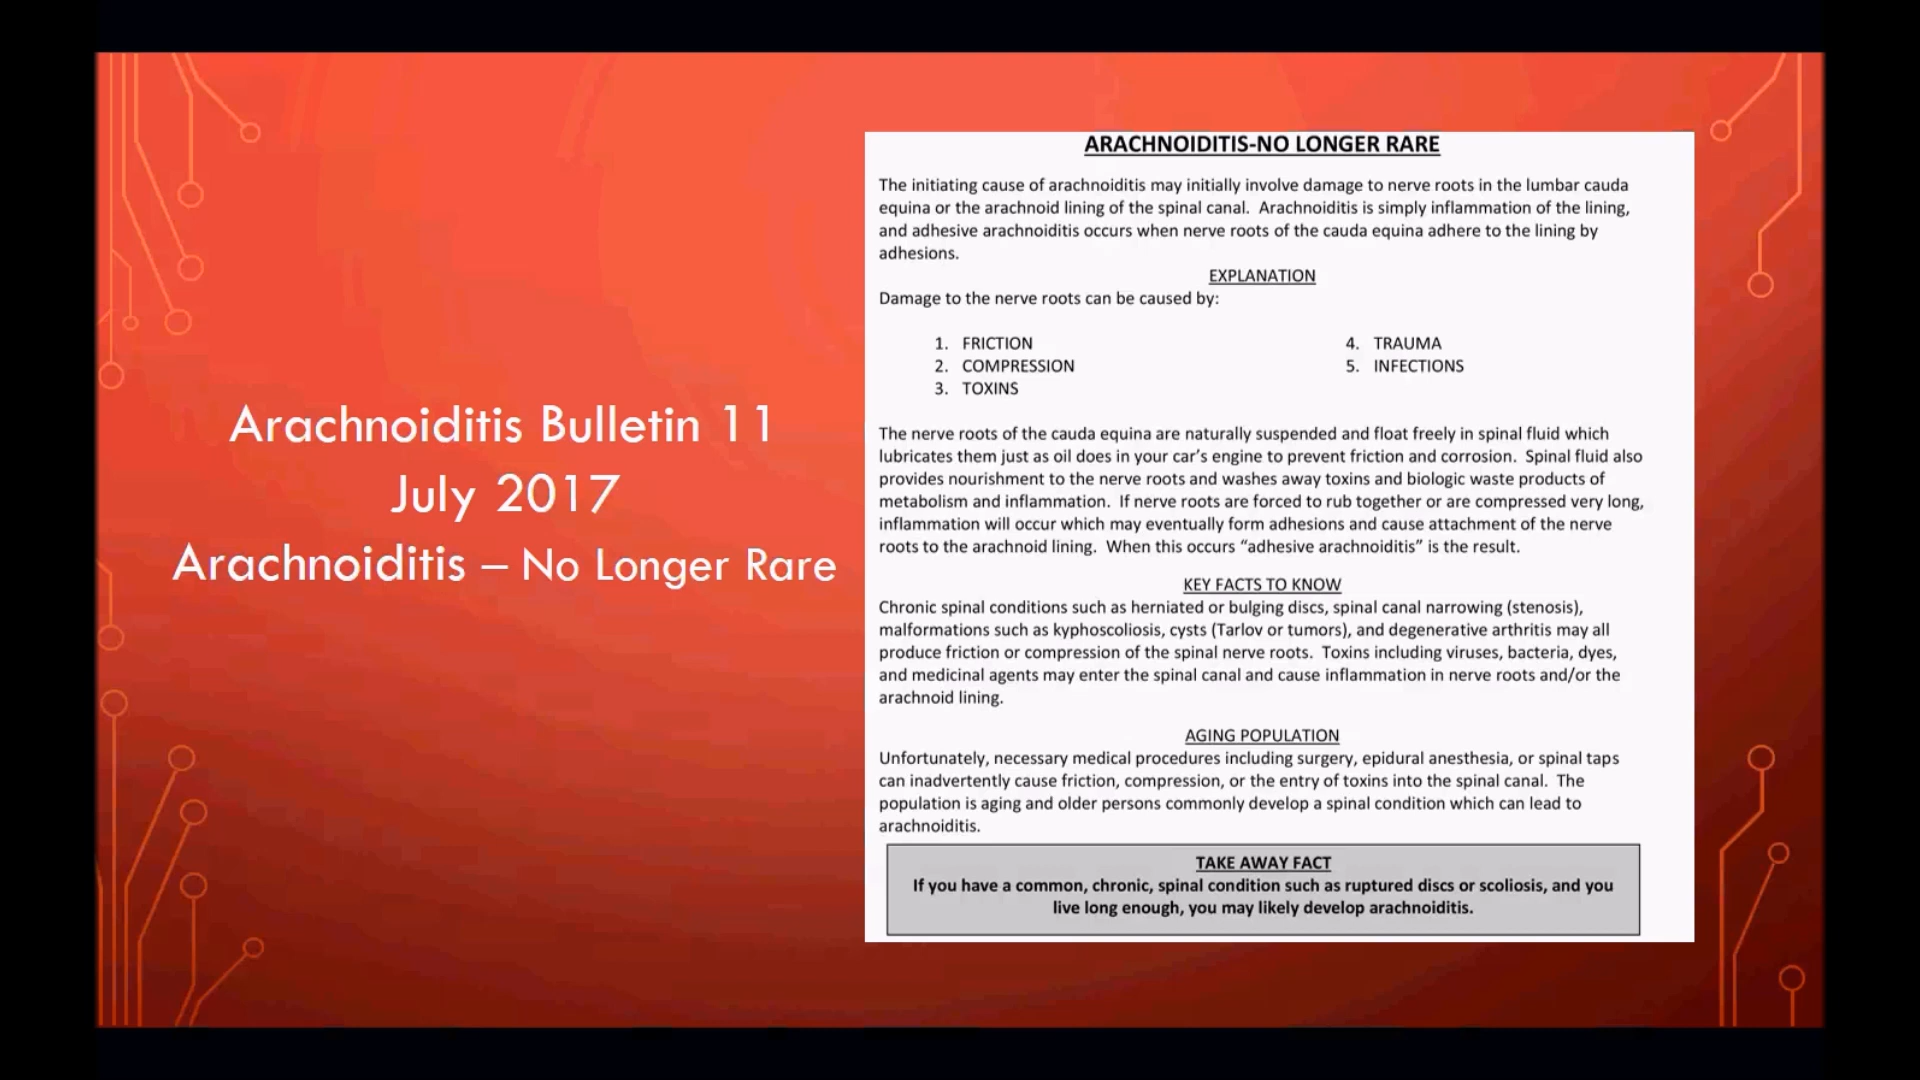 Arachnoiditis Bulletin 11
July 2017
Arachnoiditis – No Longer Rare
ARACHNOIDITIS-NO LONGER RARE
The initiating cause of arachnoiditis may initially involve damage to nerve roots in the lumbar cauda
equina or the arachnoid lining of the spinal canal.  Arachnoiditis is simply inflammation of the lining,
and adhesive arachnoiditis occurs when nerve roots of the cauda equina adhere to the lining by
adhesions.
EXPLANATION
Damage to the nerve roots can be caused by:
1. FRICTION
2. COMPRESSION
3. TOXINS
4. TRAUMA
5. INFECTIONS
The nerve roots of the cauda equina are naturally suspended and float freely in spinal fluid which
lubricates them just as oil does in your car’s engine to prevent friction and corrosion.  Spinal fluid also
provides nourishment to the nerve roots and washes away toxins and biologic waste products of
metabolism and inflammation.  If nerve roots are forced to rub together or are compressed very long,
inflammation will occur which may eventually form adhesions and cause attachment of the nerve
roots to the arachnoid lining.  When this occurs “adhesive arachnoiditis” is the result.
KEY FACTS TO KNOW
Chronic spinal conditions such as herniated or bulging discs, spinal canal narrowing (stenosis),
malformations such as kyphoscoliosis, cysts (Tarlov or tumors), and degenerative arthritis may all
produce friction or compression of the spinal nerve roots.  Toxins including viruses, bacteria, dyes,
and medicinal agents may enter the spinal canal and cause inflammation in nerve roots and/or the
arachnoid lining.
AGING POPULATION
Unfortunately, necessary medical procedures including surgery, epidural anesthesia, or spinal taps
can inadvertently cause friction, compression, or the entry of toxins into the spinal canal.  The
population is aging and older persons commonly develop a spinal condition which can lead to
arachnoiditis.
TAKE AWAY FACT
If you have a common, chronic, spinal condition such as ruptured discs or scoliosis, and you
live long enough, you may likely develop arachnoiditis.